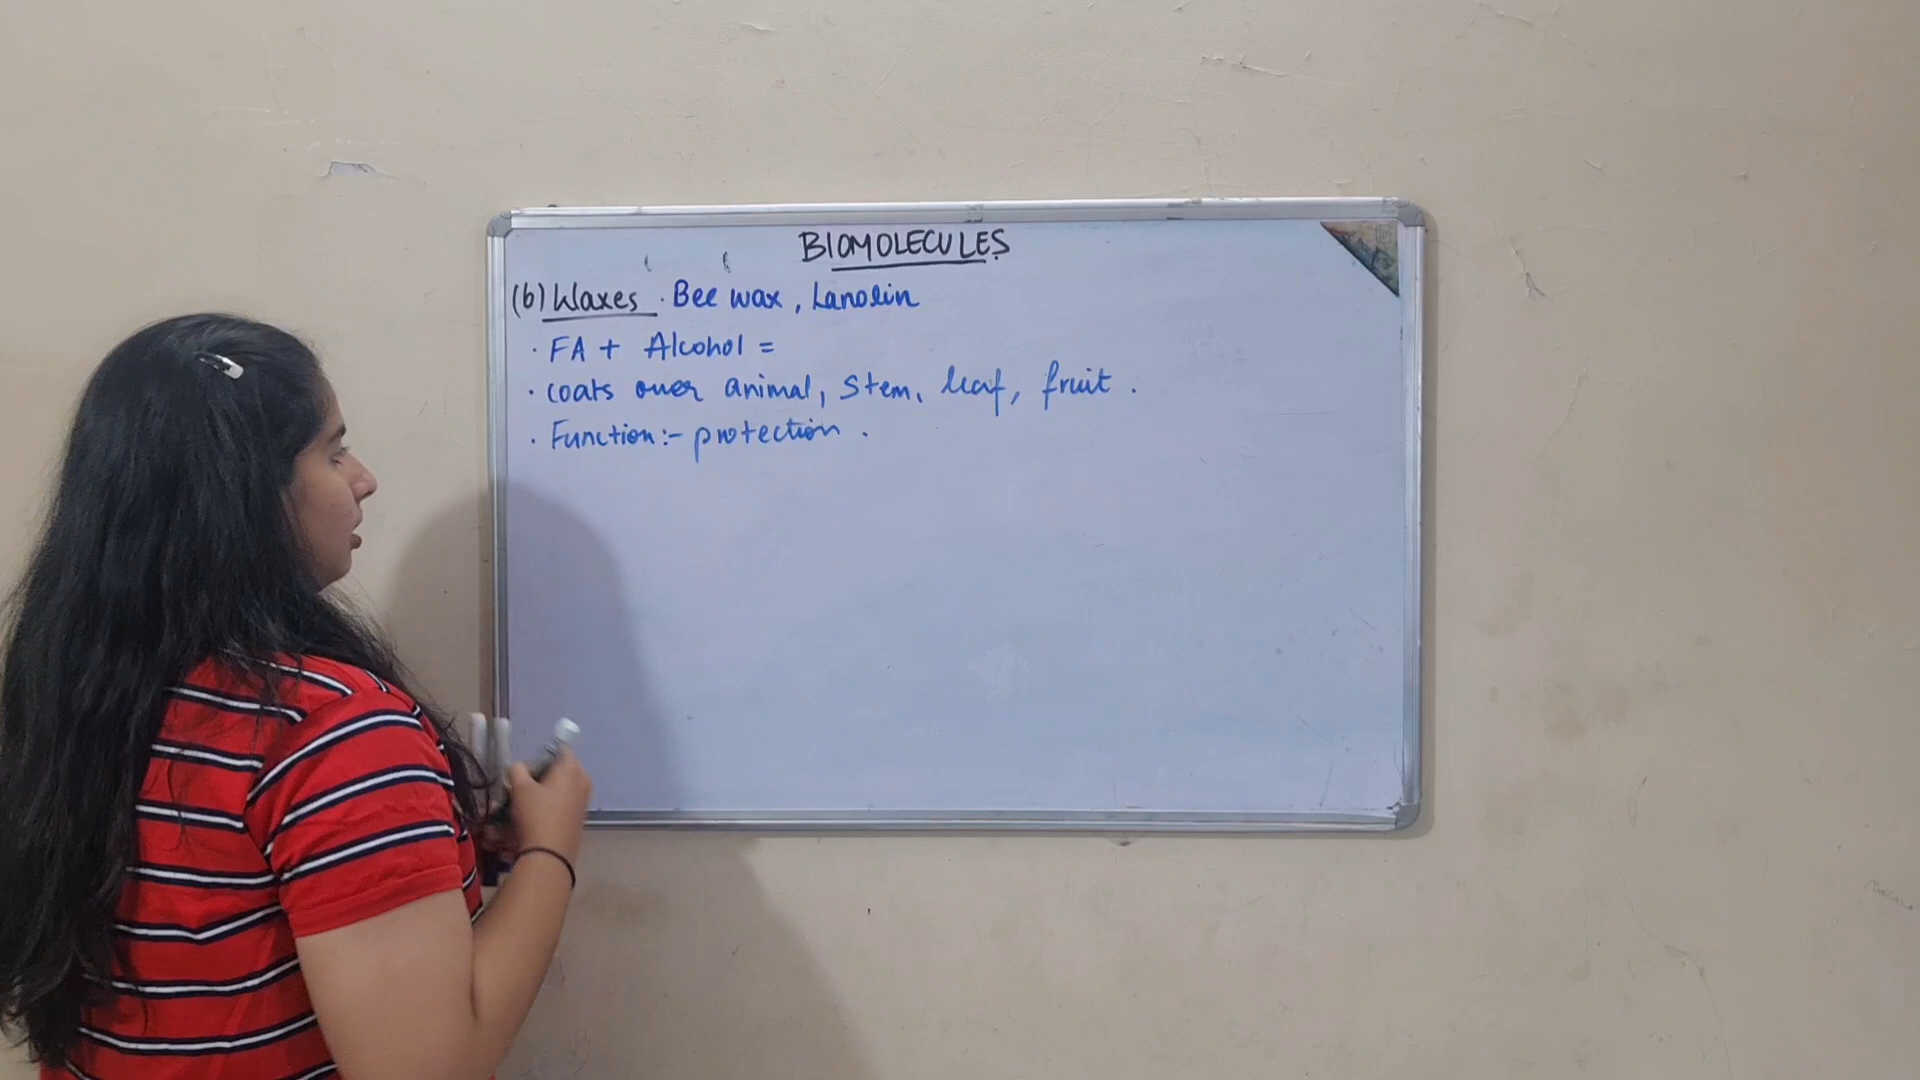 BIOMOLECULES
(b) Waxes . Bee wax, Lanolin
. FA + Alcohol =
. coats over animal, stem, leaf, fruit .
. Function:- protection .